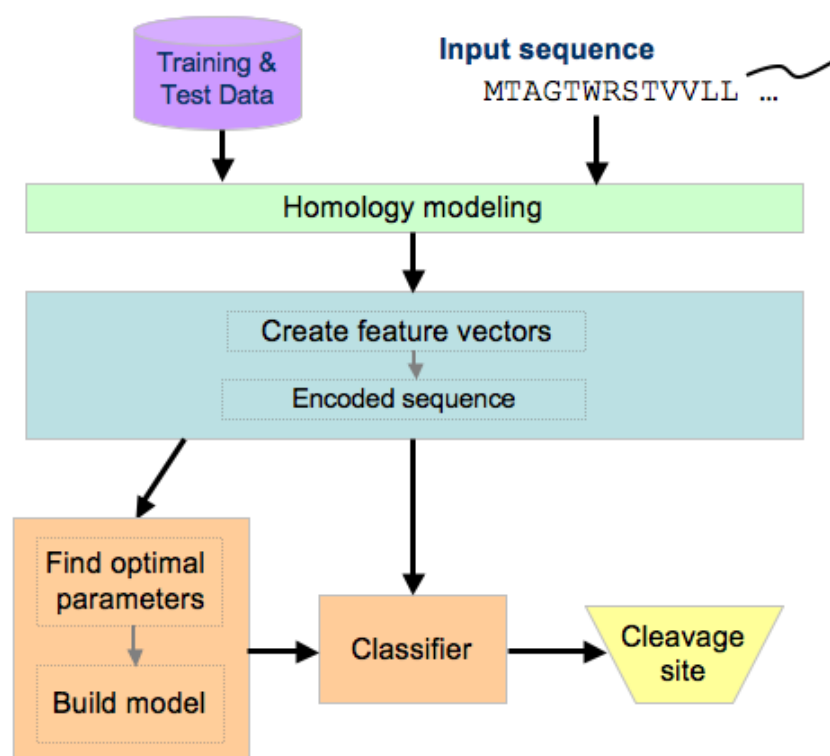 Training &
Test Data
Input sequence
MTAGTWRSTVVLL ...
Homology modeling
Create feature vectors
Encoded sequence
Find optimal
parameters
Build model
Classifier
Cleavage
site